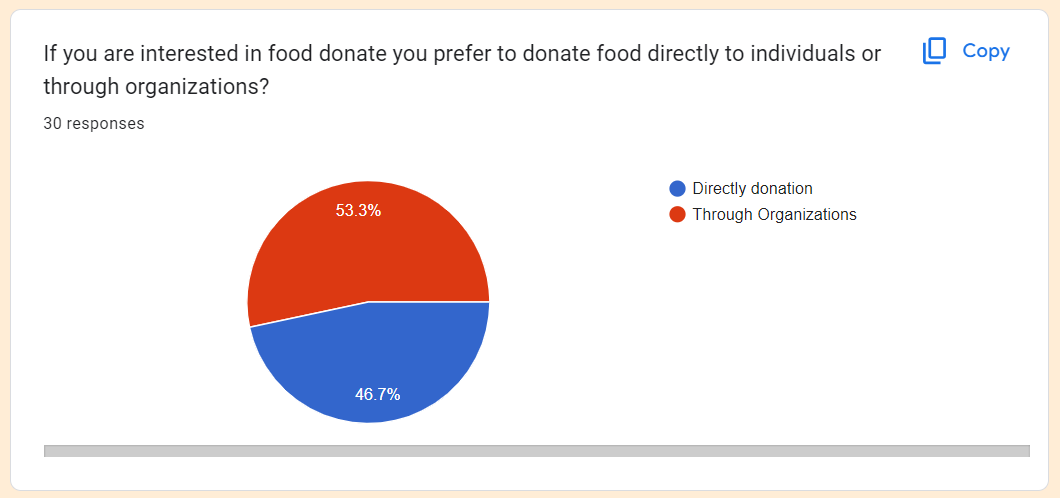 If you are interested in food donate you prefer to donate food directly to individuals or
through organizations?
Copy
30 responses
Directly donation
Through Organizations
53.3%
46.7%